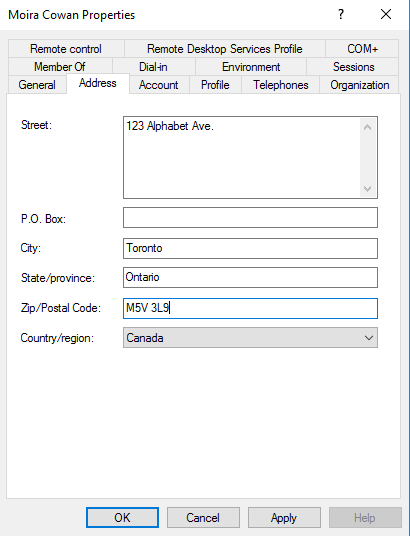 Moira Cowan Properties
?
Remote control Remote Desktop Services Profile COM+
Member Of Dial-in Environment Sessions
General Address Account Profile Telephones Organization
Street: 123 Alphabet Ave.
P.O. Box:
City: Toronto
State/province: Ontario
Zip/Postal Code: M5V 3L9
Country/region: Canada
OK Cancel Apply Help